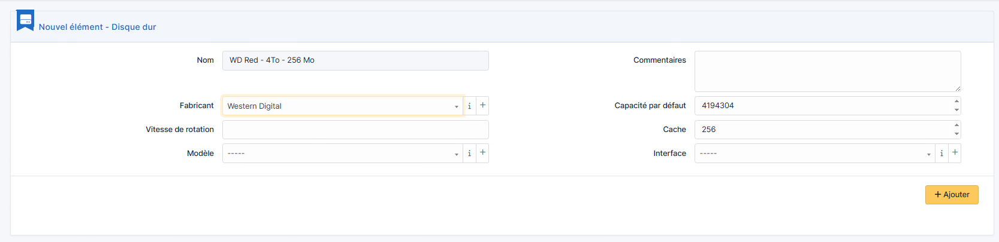 Nouvel élément - Disque dur
Nom WD Red - 4To - 256 Mo
Commentaires
Fabricant Western Digital i +
Capacité par défaut 4194304
Vitesse de rotation
Cache 256
Modèle ----- i +
Interface ----- i +
+ Ajouter